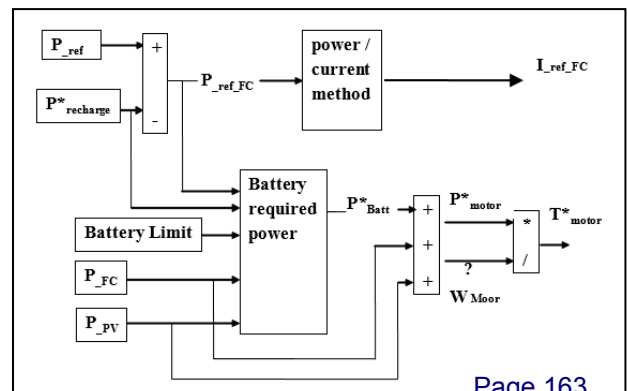 P_ref
+
-
P*recharge
P_ref_FC
power /
current
method
I_ref_FC
Battery
required
power
Battery Limit
P_FC
P_PV
P*Batt
+
+
+
P*motor
?
W Moor
*
/
T*motor
Page 163